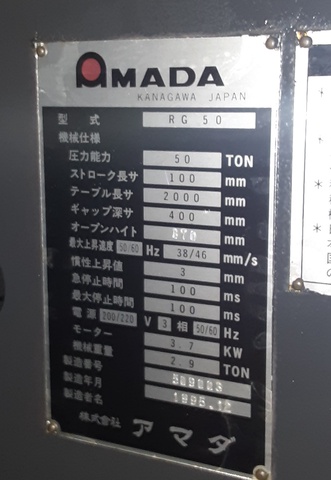 AMADA
KANAGAWA JAPAN
型式 RG 50
機械仕様
圧力能力 50 TON
ストローク長サ 100 mm
テーブル長サ 2000 mm
ギャップ深サ 400 mm
オープンハイト mm
最大上昇速度 50/60 Hz 38/46 mm/s
慣性上昇値 3 mm
急停止時間 100 ms
最大停止時間 100 ms
電源 200/220 V 3 相 50/60 Hz
モーター 3.7 KW
機械重量 2.9 TON
製造番号
製造年月 1995.12
製造者名
株式会社 アマダ